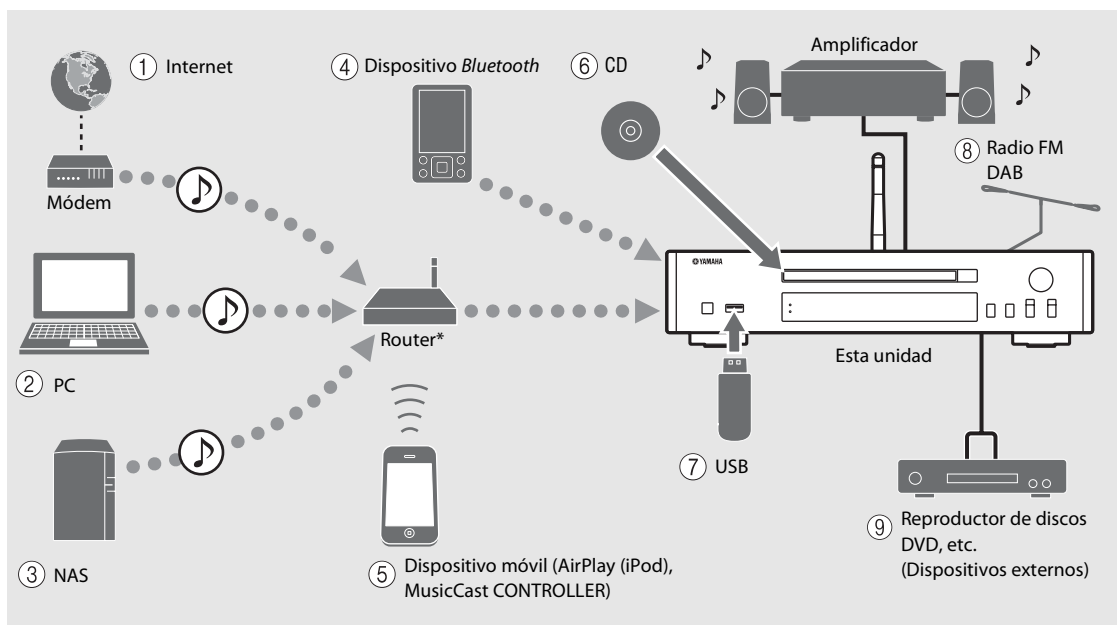 ① Internet
Módem
② PC
③ NAS
④ Dispositivo Bluetooth
Router*
⑤ Dispositivo móvil (AirPlay (iPod),
MusicCast CONTROLLER)
⑥ CD
Amplificador
⑧ Radio FM
DAB
YAMAHA
Esta unidad
⑦ USB
⑨ Reproductor de discos
DVD, etc.
(Dispositivos externos)